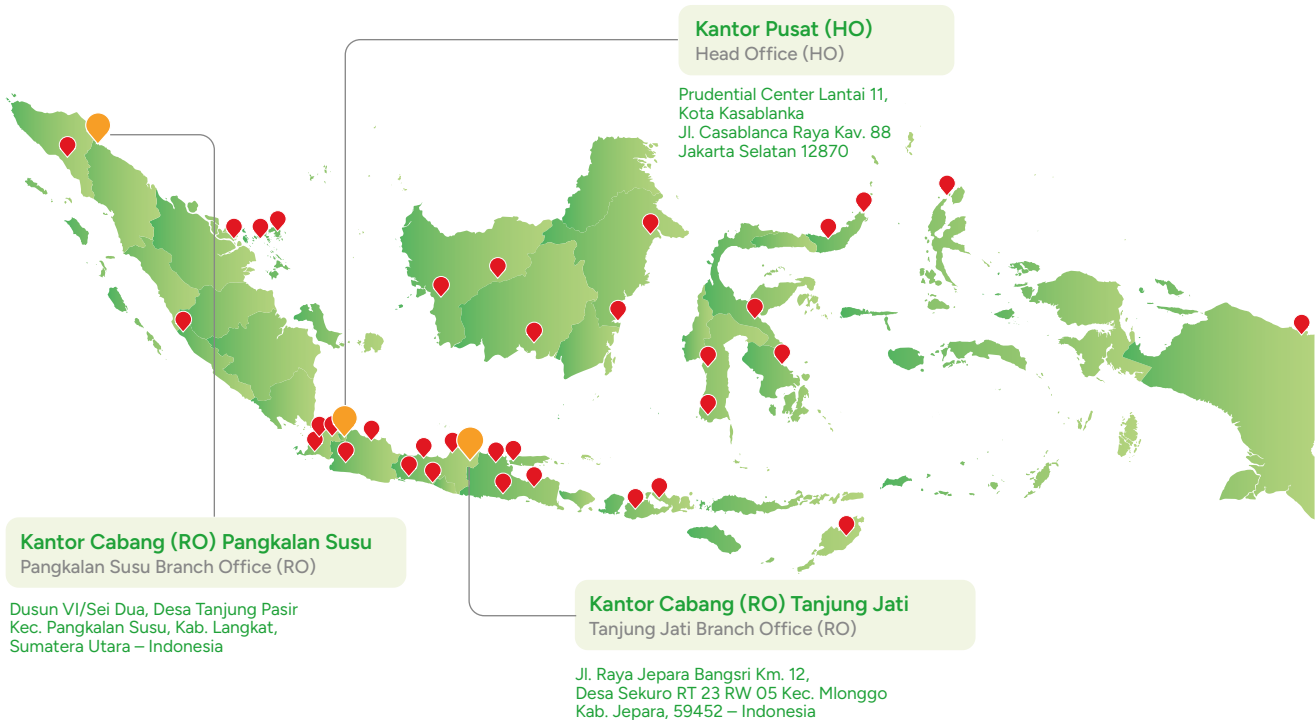 Kantor Pusat (HO)
Head Office (HO)
Prudential Center Lantai 11,
Kota Kasablanka
Jl. Casablanca Raya Kav. 88
Jakarta Selatan 12870
Kantor Cabang (RO) Pangkalan Susu
Pangkalan Susu Branch Office (RO)
Dusun VI/Sei Dua, Desa Tanjung Pasir
Kec. Pangkalan Susu, Kab. Langkat,
Sumatera Utara – Indonesia
Kantor Cabang (RO) Tanjung Jati
Tanjung Jati Branch Office (RO)
Jl. Raya Jepara Bangsri Km. 12,
Desa Sekuro RT 23 RW 05 Kec. Mlonggo
Kab. Jepara, 59452 – Indonesia